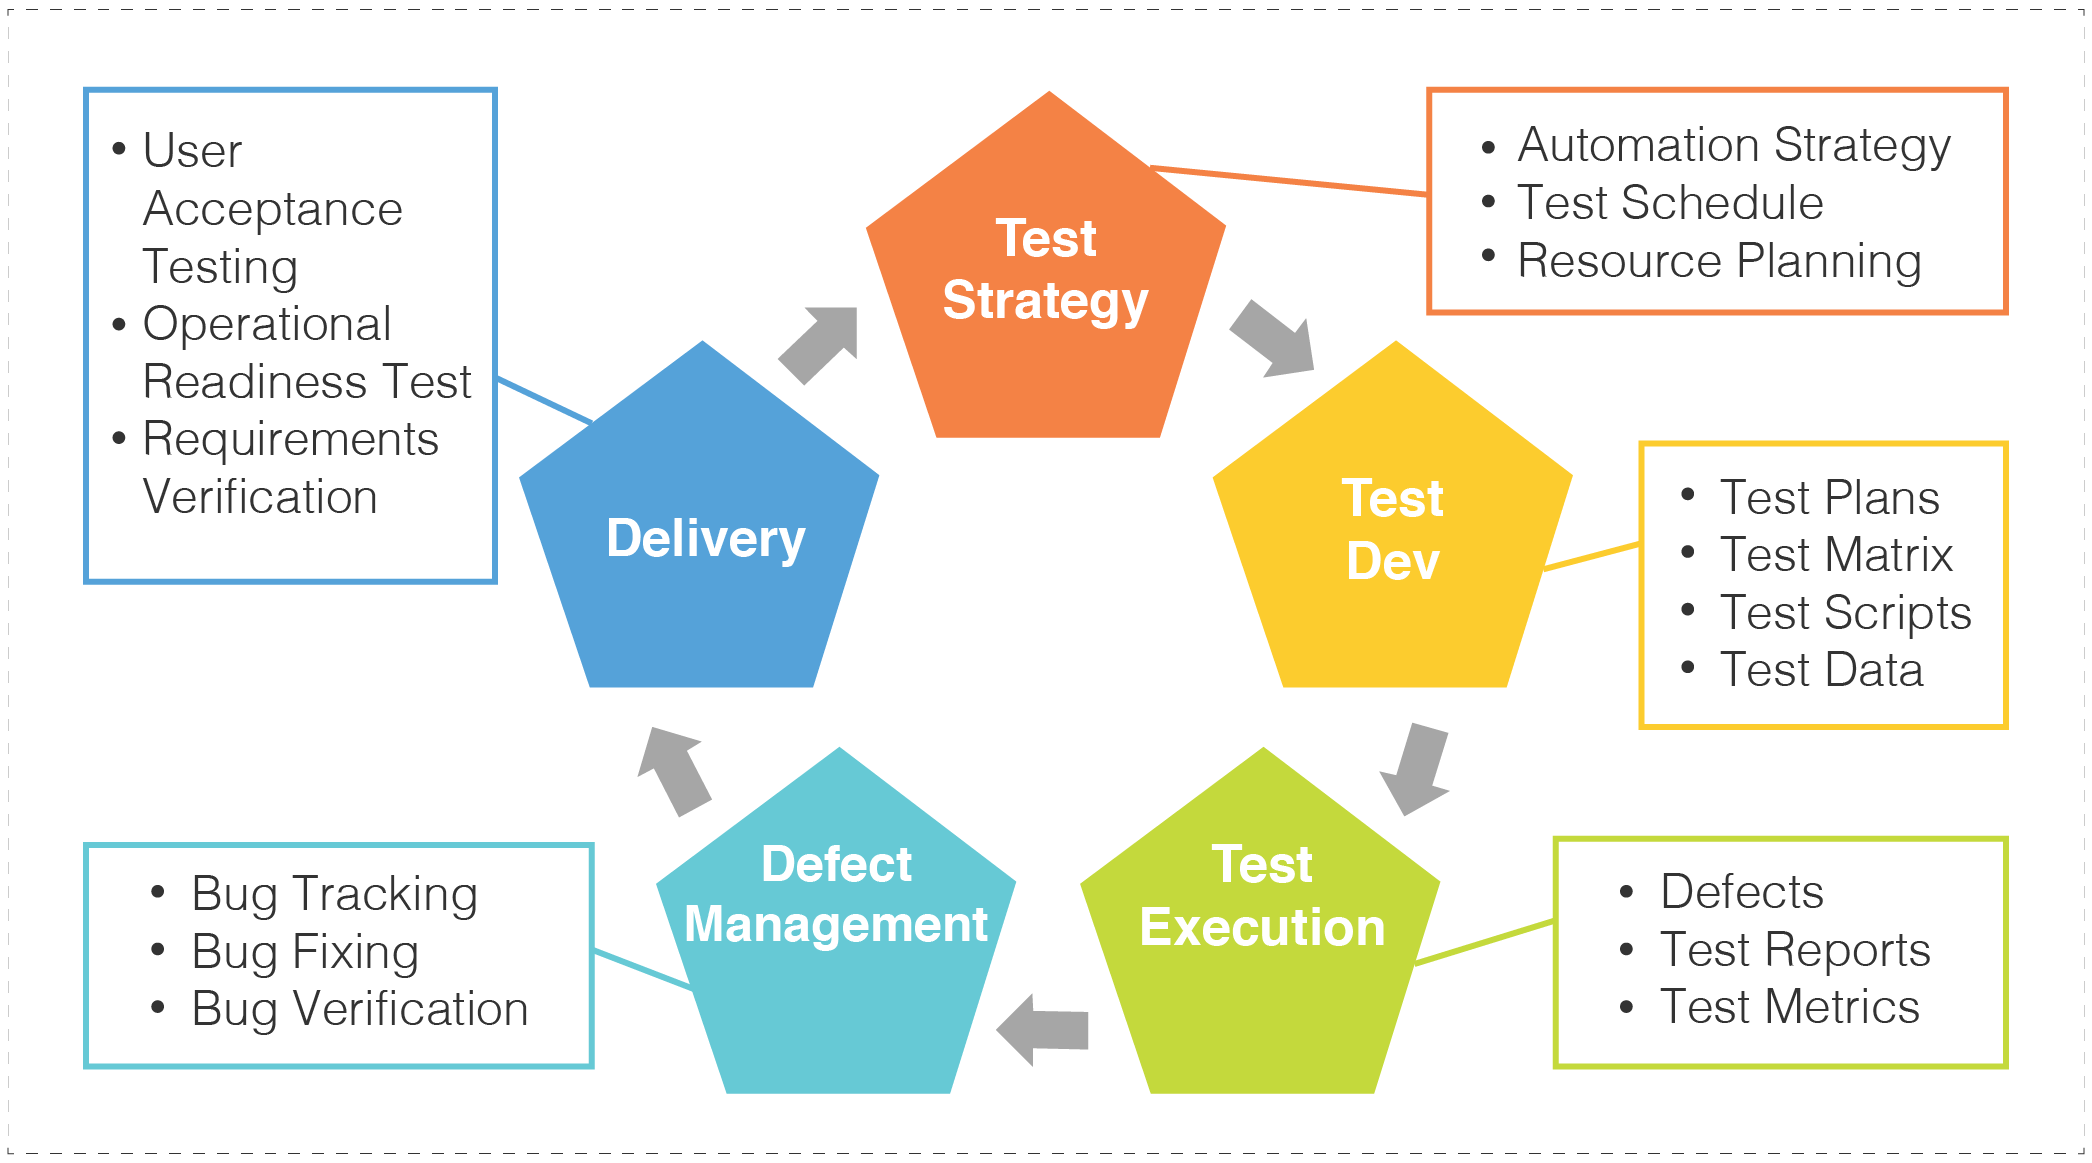 • User
Acceptance
Testing
• Operational
Readiness Test
• Requirements
Verification
Test
Strategy
• Automation Strategy
• Test Schedule
• Resource Planning
Delivery
Test
Dev
• Test Plans
• Test Matrix
• Test Scripts
• Test Data
• Bug Tracking
• Bug Fixing
• Bug Verification
Defect
Management
Test
Execution
• Defects
• Test Reports
• Test Metrics